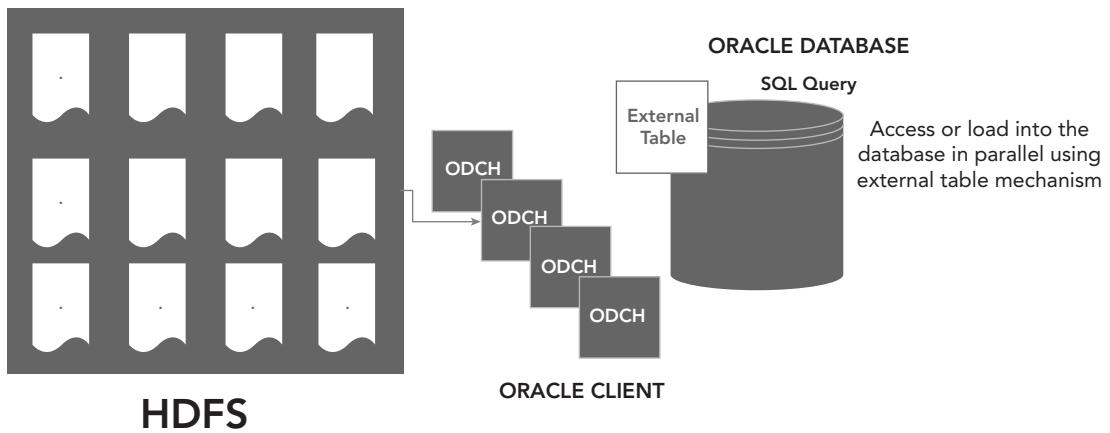 ORACLE DATABASE
SQL Query
External
Table
Access or load into the
database in parallel using
external table mechanism
ODCH
ODCH
ODCH
ODCH
ORACLE CLIENT
HDFS